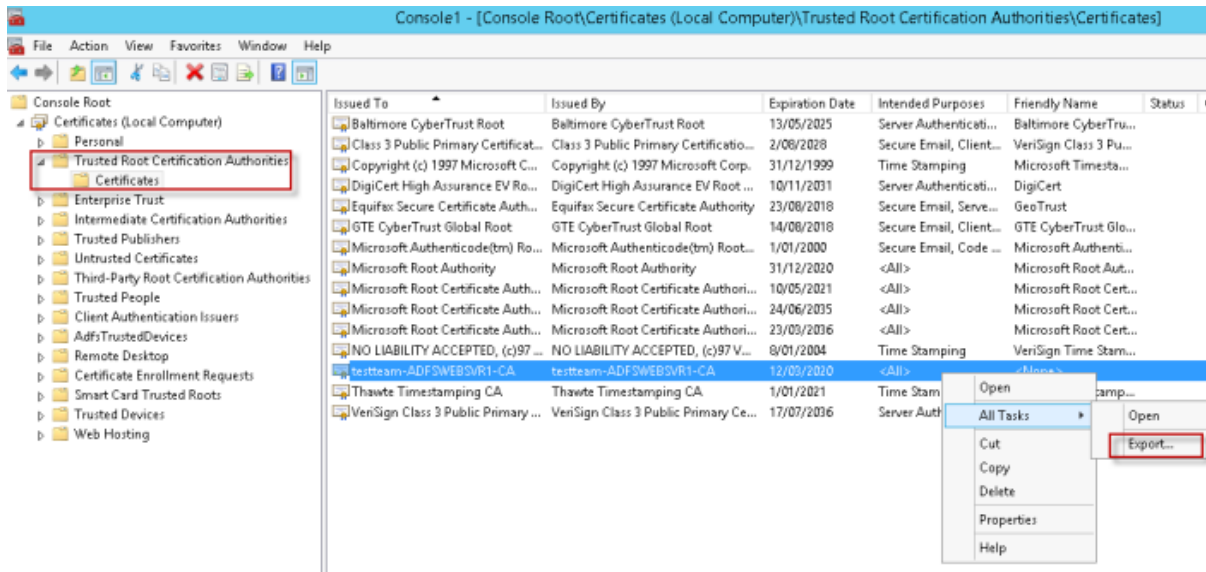 Console1 - [Console Root\Certificates (Local Computer)\Trusted Root Certification Authorities\Certificates]
File Action View Favorites Window Help
Console Root
Certificates (Local Computer)
Personal
Trusted Root Certification Authorities
Certificates
Enterprise Trust
Intermediate Certification Authorities
Trusted Publishers
Untrusted Certificates
Third-Party Root Certification Authorities
Trusted People
Client Authentication Issuers
AdfsTrustedDevices
Remote Desktop
Certificate Enrollment Requests
Smart Card Trusted Roots
Trusted Devices
Web Hosting
Issued To Issued By Expiration Date Intended Purposes Friendly Name Status
Baltimore CyberTrust Root Baltimore CyberTrust Root 13/05/2025 Server Authenticati... Baltimore CyberTru...
Class 3 Public Primary Certificat... Class 3 Public Primary Certificatio... 2/08/2028 Secure Email, Client... VeriSign Class 3 Pu...
Copyright (c) 1997 Microsoft C... Copyright (c) 1997 Microsoft Corp. 31/12/1999 Time Stamping Microsoft Timesta...
DigiCert High Assurance EV Ro... DigiCert High Assurance EV Root ... 10/11/2031 Server Authenticati... DigiCert
Equifax Secure Certificate Auth... Equifax Secure Certificate Authority 23/08/2018 Secure Email, Serve... GeoTrust
GTE CyberTrust Global Root GTE CyberTrust Global Root 14/08/2018 Secure Email, Client... GTE CyberTrust Glo...
Microsoft Authenticode(tm) Ro... Microsoft Authenticode(tm) Root... 1/01/2000 Secure Email, Code ... Microsoft Authenti...
Microsoft Root Authority Microsoft Root Authority 31/12/2020 <All> Microsoft Root Aut...
Microsoft Root Certificate Auth... Microsoft Root Certificate Authori... 10/05/2021 <All> Microsoft Root Cert...
Microsoft Root Certificate Auth... Microsoft Root Certificate Authori... 24/06/2035 <All> Microsoft Root Cert...
Microsoft Root Certificate Auth... Microsoft Root Certificate Authori... 23/03/2036 <All> Microsoft Root Cert...
NO LIABILITY ACCEPTED, (c)97 ... NO LIABILITY ACCEPTED, (c)97 V... 8/01/2004 Time Stamping VeriSign Time Stam...
testteam-ADFSWEBSVR1-CA testteam-ADFSWEBSVR1-CA 12/03/2020 <All> <None>
Thawte Timestamping CA Thawte Timestamping CA 1/01/2021 Time Stam
VeriSign Class 3 Public Primary ... VeriSign Class 3 Public Primary Ce... 17/07/2036 Server Auth
Open
All Tasks
Cut
Copy
Delete
Properties
Help
Open
Export...